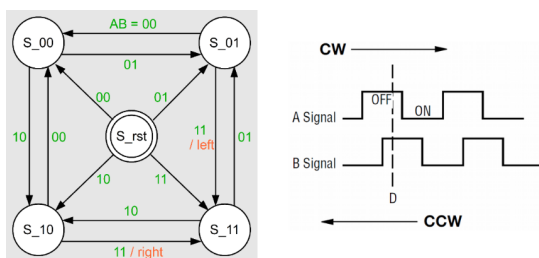 AB = 00
S_00
S_01
01
00
01
S_rst
10
00
11
/ left
01
10
11
10
S_10
S_11
11 / right
CW
OFF
ON
A Signal
B Signal
D
CCW